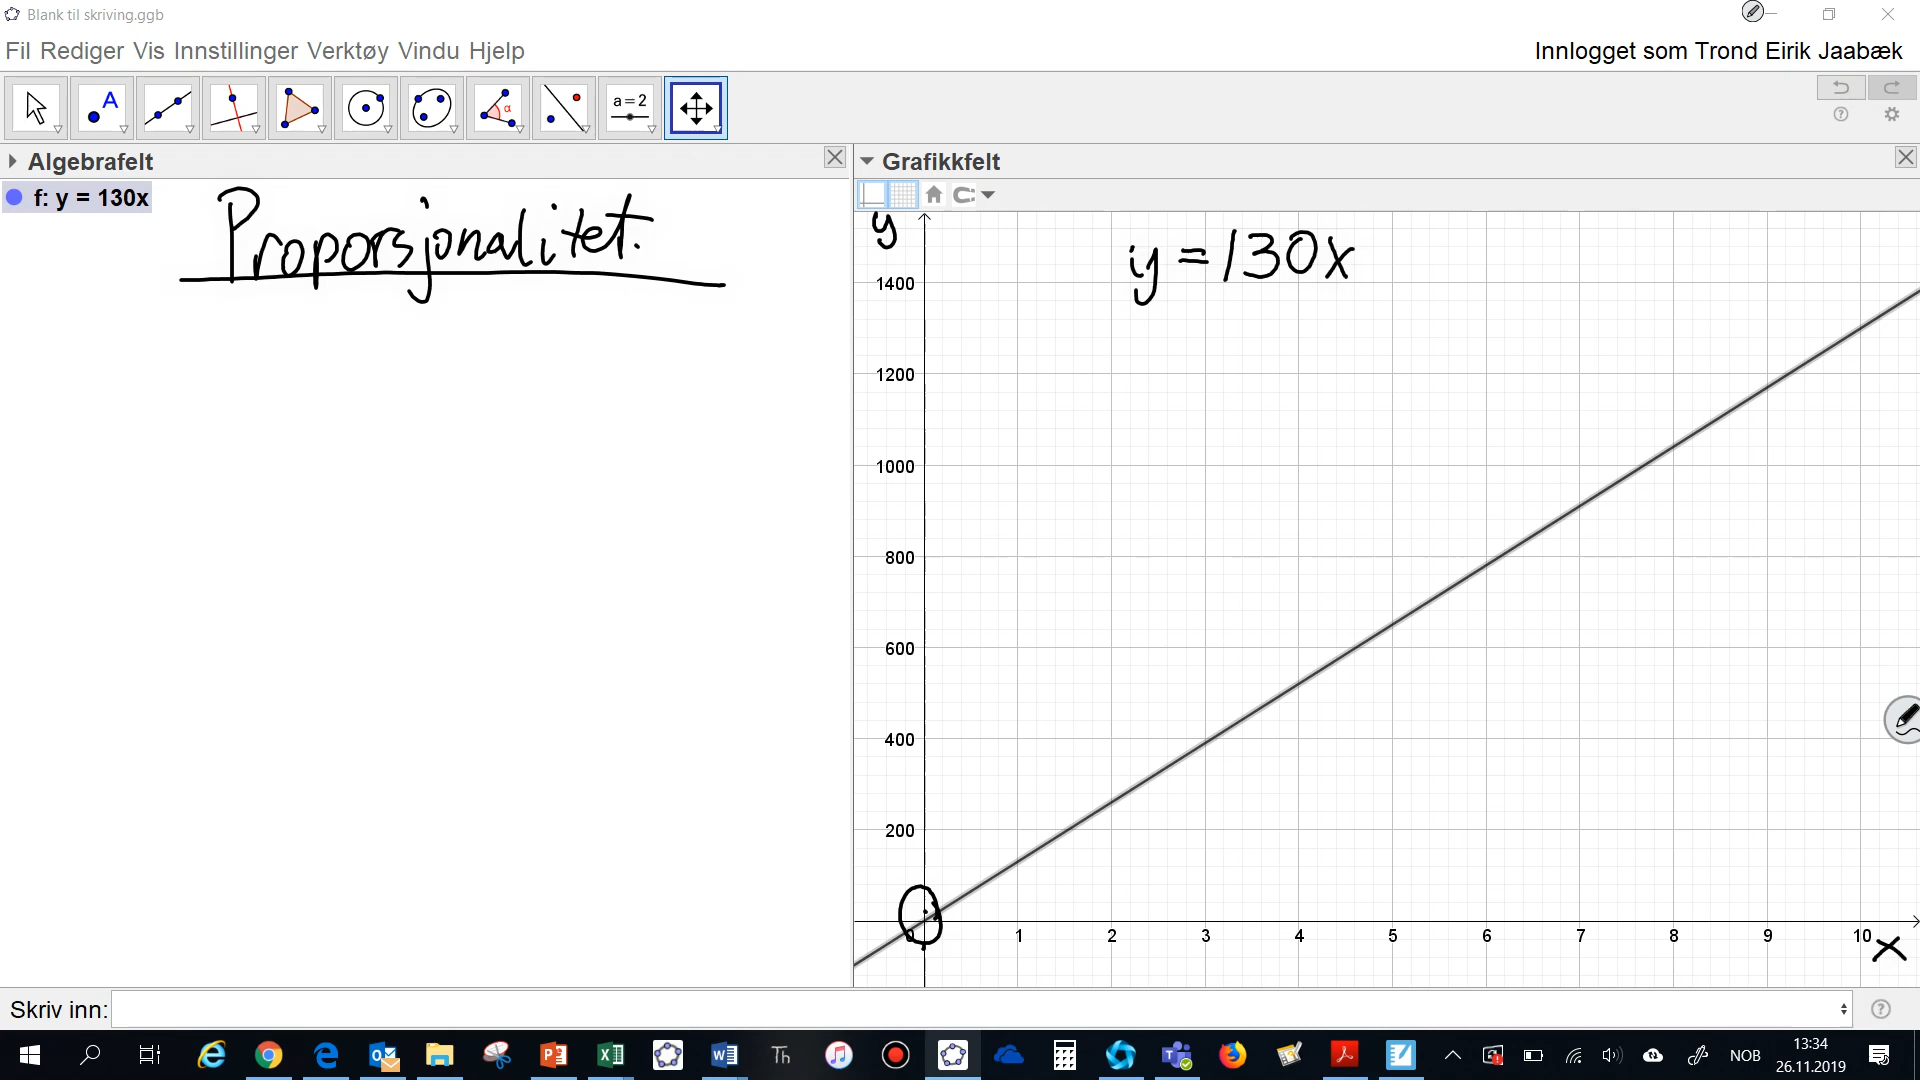 Blank til skriving.ggb
Fil Rediger Vis Innstillinger Verktøy Vindu Hjelp
Innlogget som Trond Eirik Jaabæk
A
α
a = 2
Algebrafelt
Grafikkfelt
f: y = 130x
Proporsjonalitet.
y
y = 130x
1400
1200
1000
800
600
400
200
0 1 2 3 4 5 6 7 8 9 10
x
Skriv inn:
Th
NOB
13:34
26.11.2019